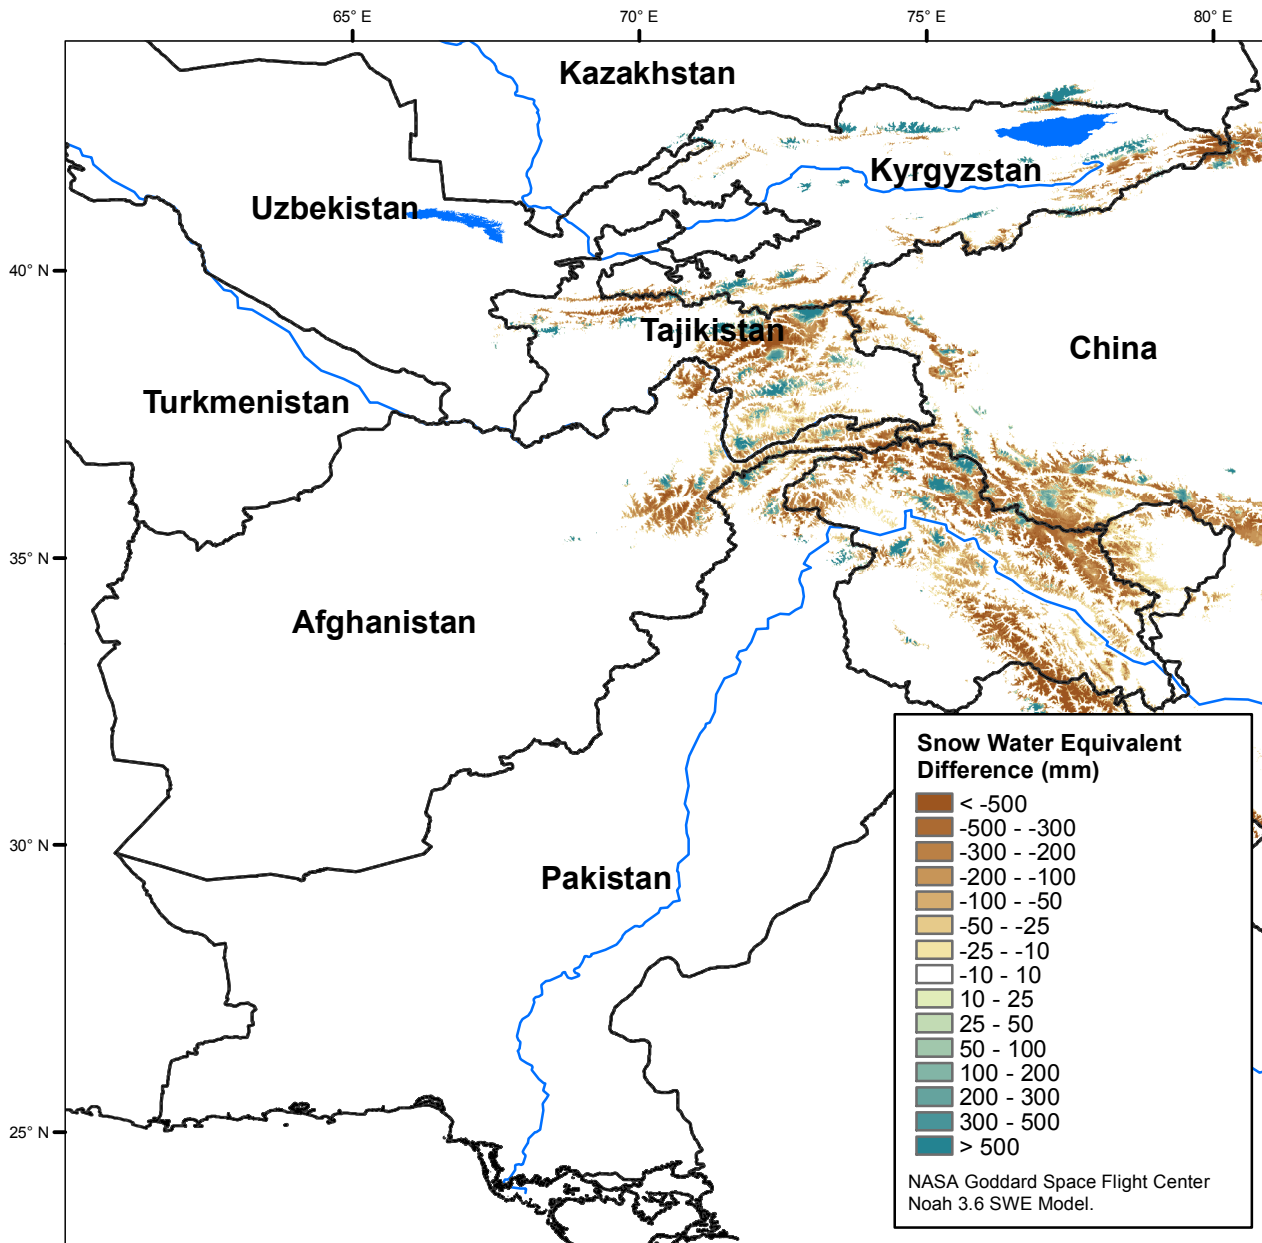 65° E
70° E
75° E
80° E
Kazakhstan
Kyrgyzstan
Uzbekistan
40° N
Tajikistan
China
Turkmenistan
35° N
Afghanistan
30° N
Pakistan
25° N
Snow Water Equivalent
Difference (mm)
< -500
-500 - -300
-300 - -200
-200 - -100
-100 - -50
-50 - -25
-25 - -10
-10 - 10
10 - 25
25 - 50
50 - 100
100 - 200
200 - 300
300 - 500
> 500
NASA Goddard Space Flight Center
Noah 3.6 SWE Model.